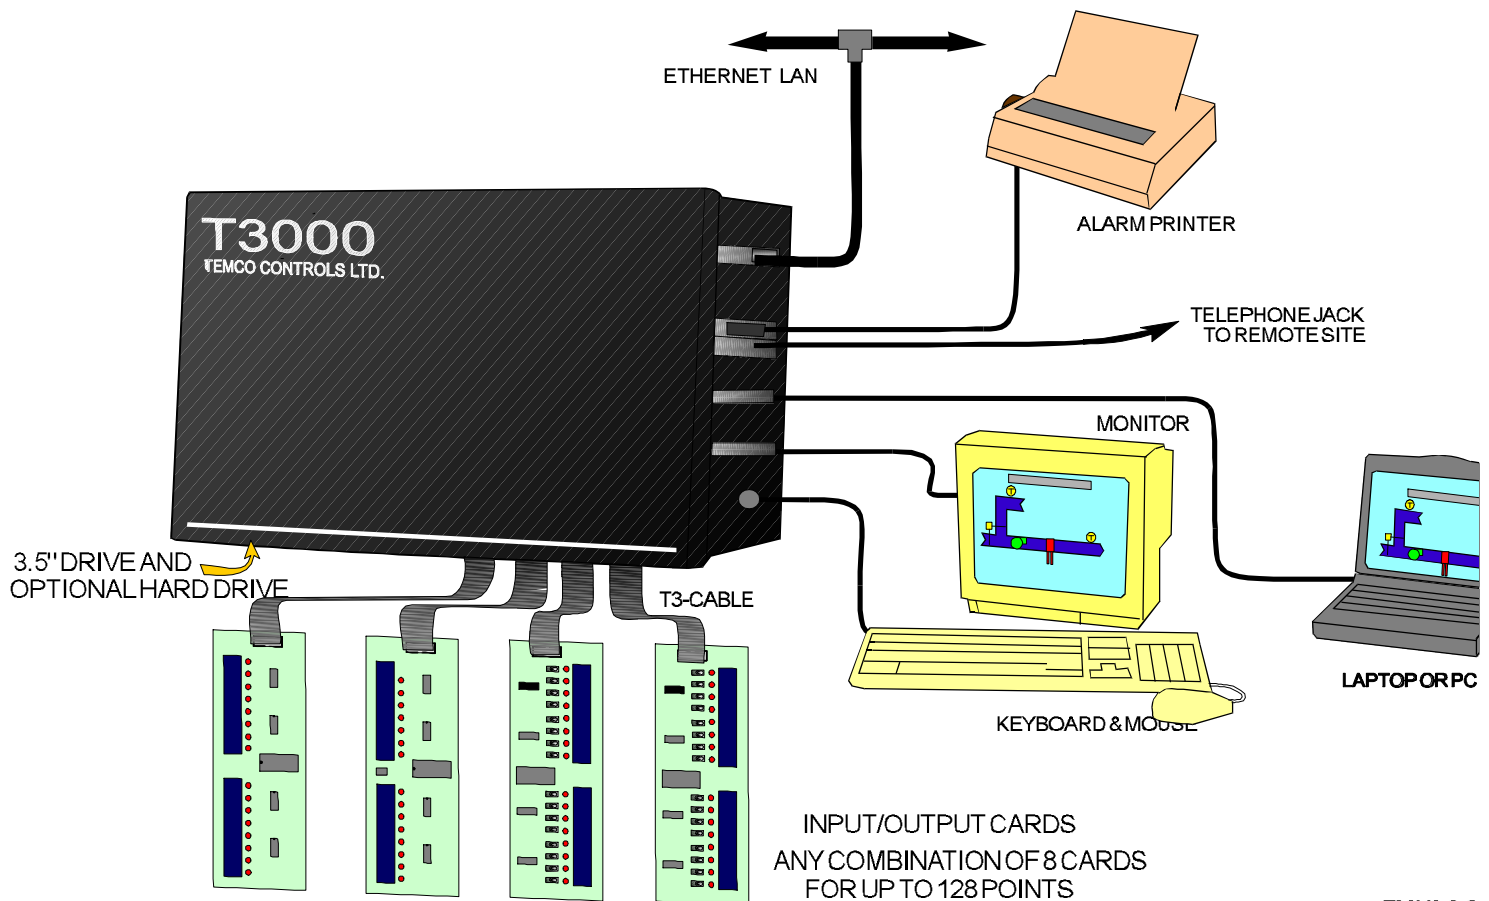 ETHERNET LAN
ALARM PRINTER
T3000
TEMCO CONTROLS LTD.
TELEPHONE JACK
TO REMOTE SITE
MONITOR
3.5" DRIVE AND
OPTIONAL HARD DRIVE
T3-CABLE
LAPTOP OR PC
KEYBOARD & MOUSE
INPUT/OUTPUT CARDS
ANY COMBINATION OF 8 CARDS
FOR UP TO 128 POINTS